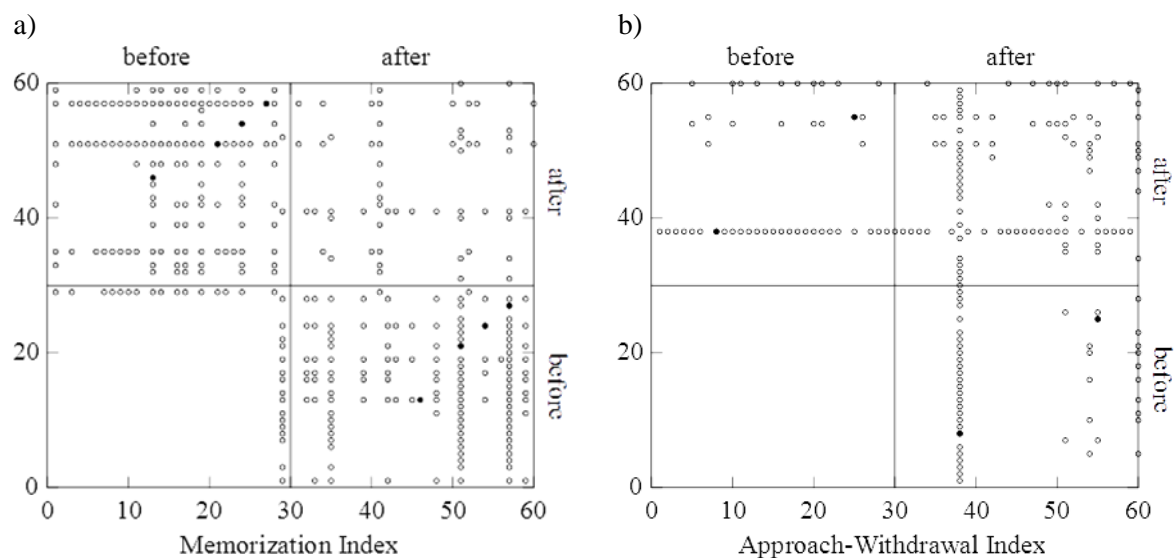 a)
before after
60
40
20
0
0 10 20 30 40 50 60
after
before
Memorization Index
b)
before after
60
40
20
0
0 10 20 30 40 50 60
after
before
Approach-Withdrawal Index